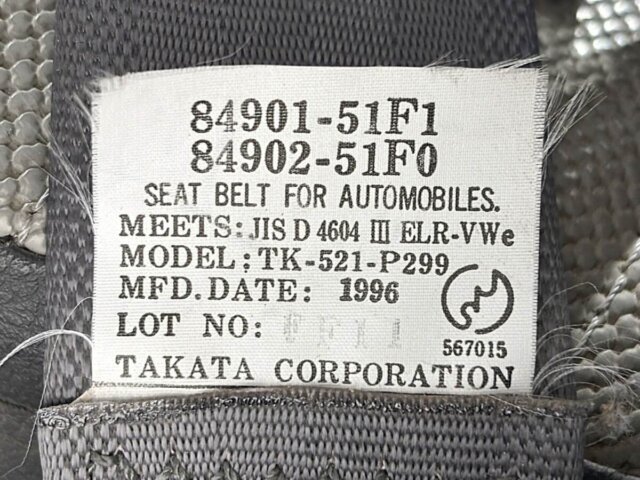 84901-51F1
84902-51F0
SEAT BELT FOR AUTOMOBILES.
MEETS: JIS D 4604 III ELR-VWe
MODEL: TK-521-P299
MFD. DATE: 1996
LOT NO:
567015
TAKATA CORPORATION